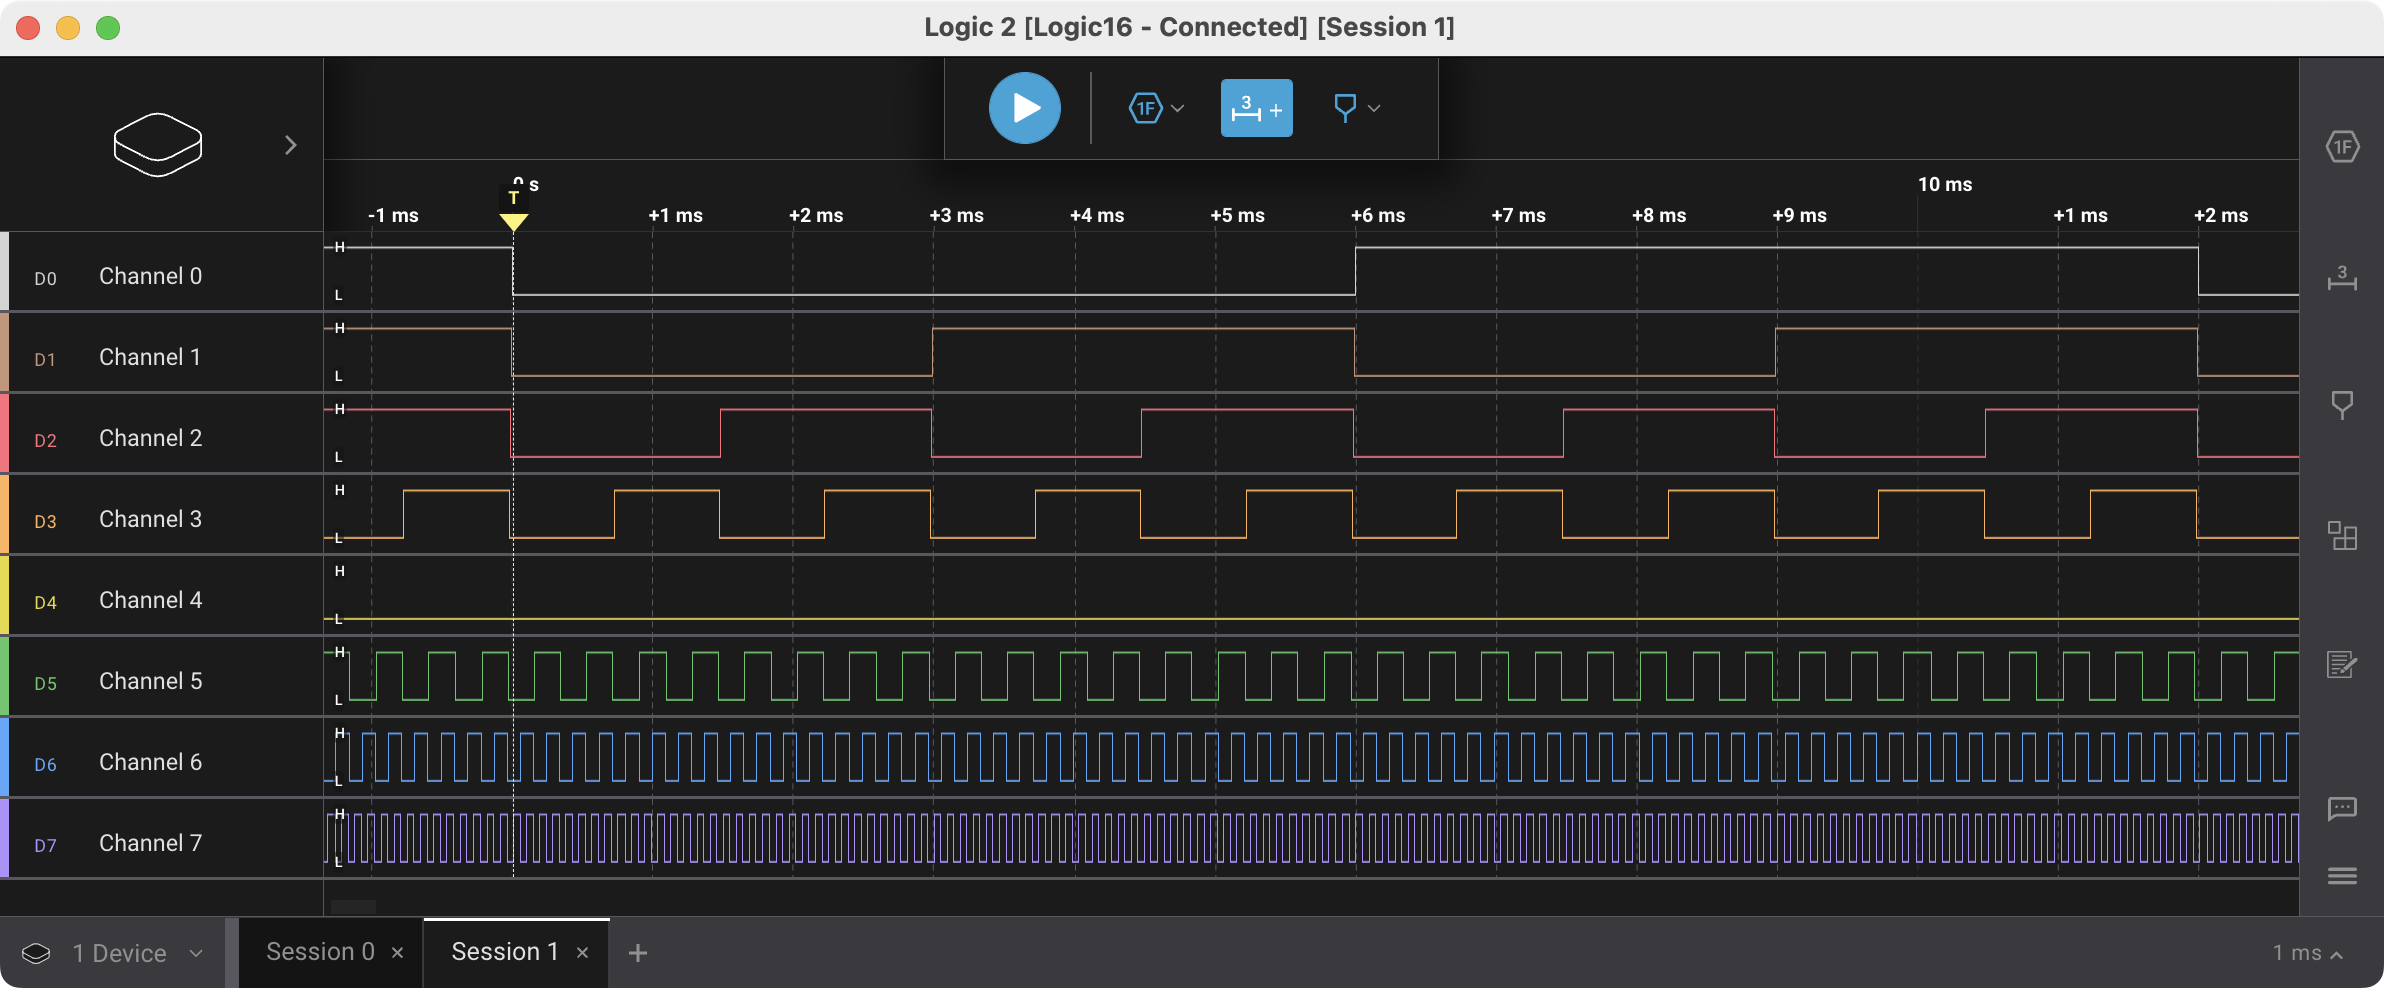 Logic 2 [Logic16 - Connected] [Session 1]
1F
3 +
0 s
10 ms
T
-1 ms +1 ms +2 ms +3 ms +4 ms +5 ms +6 ms +7 ms +8 ms +9 ms +1 ms +2 ms
1F
3
D0 Channel 0 H L
D1 Channel 1 H L
D2 Channel 2 H L
D3 Channel 3 H L
D4 Channel 4 H L
D5 Channel 5 H L
D6 Channel 6 H L
D7 Channel 7 H L
1 Device
Session 0 ×
Session 1 ×
+
1 ms